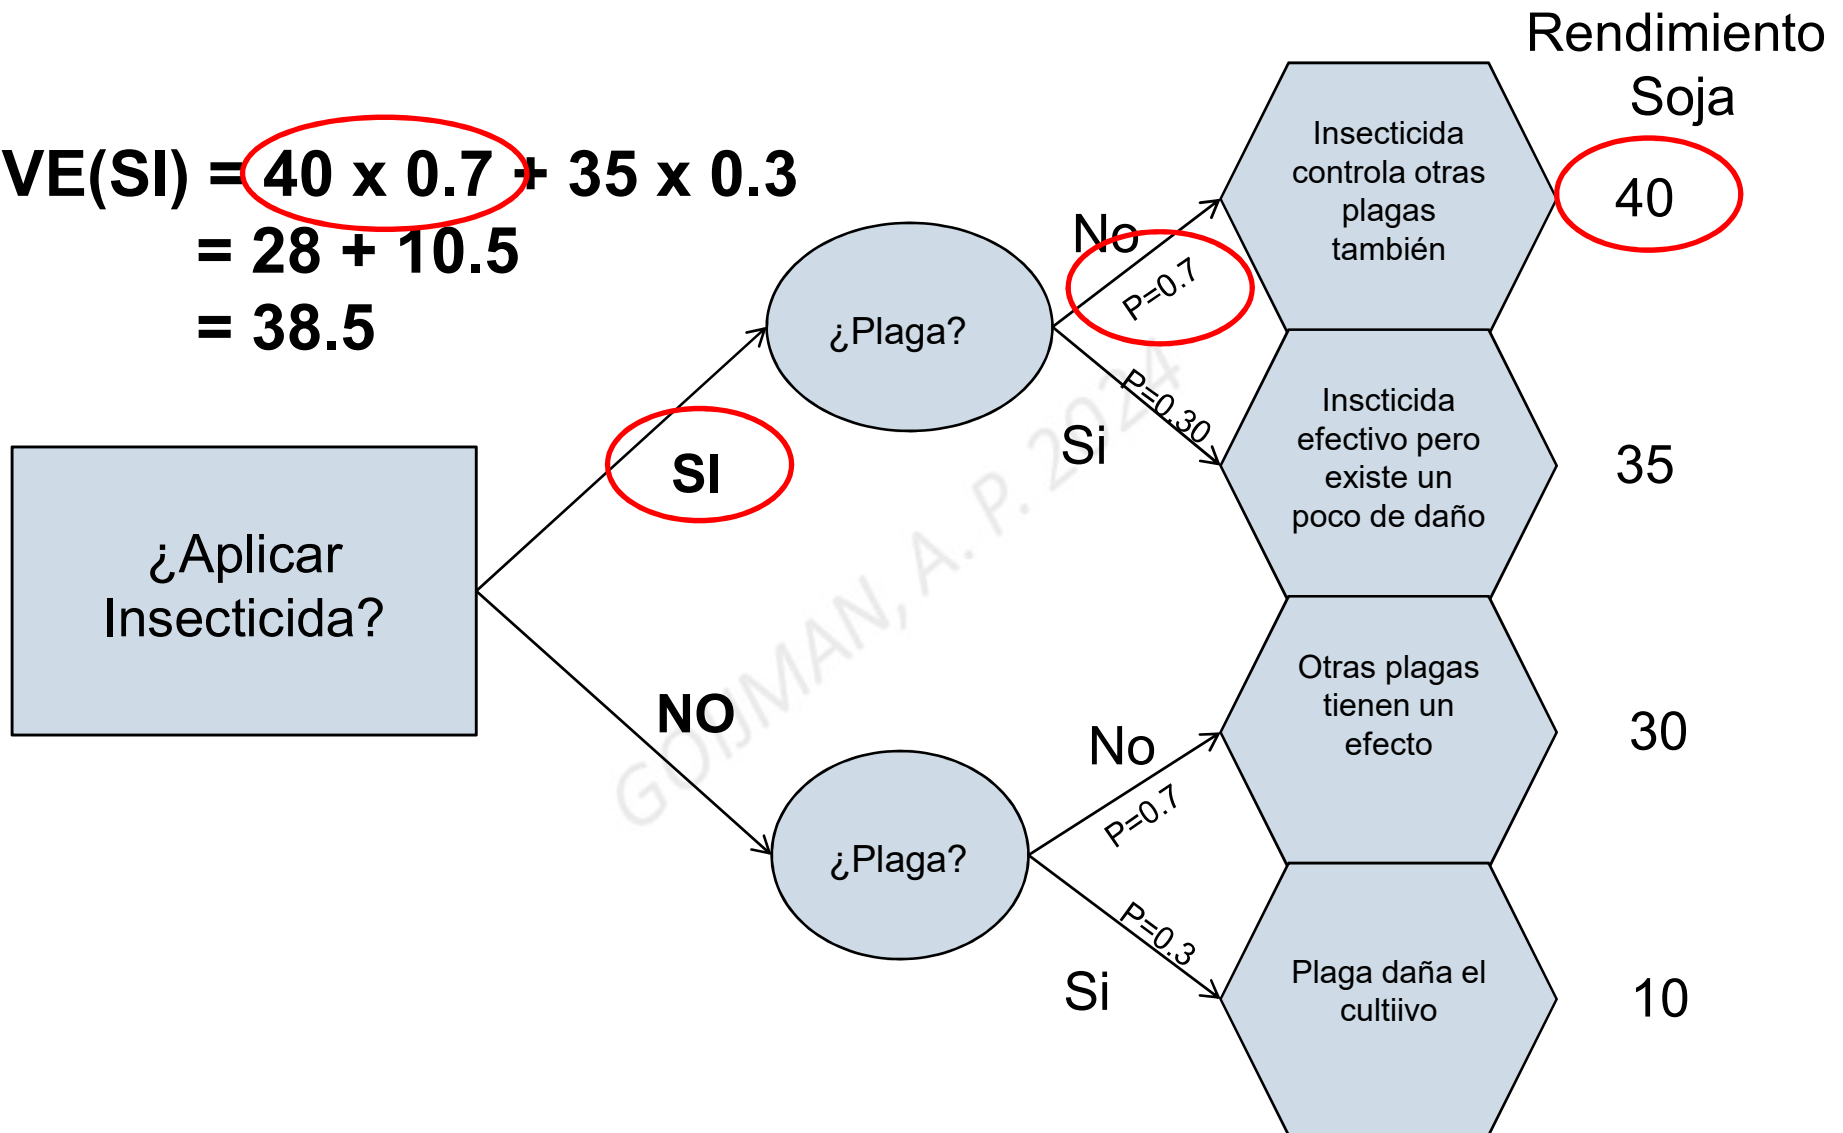 Rendimiento
Soja
VE(SI) = 40 x 0.7 + 35 x 0.3
= 28 + 10.5
= 38.5
¿Aplicar
Insecticida?
SI
NO
¿Plaga?
No
P=0.7
P=0.30
Si
¿Plaga?
No
P=0.7
P=0.3
Si
Insecticida
controla otras
plagas
también
40
Inscticida
efectivo pero
existe un
poco de daño
35
Otras plagas
tienen un
efecto
30
Plaga daña el
cultiivo
10
GOIJMAN, A. P. 2024